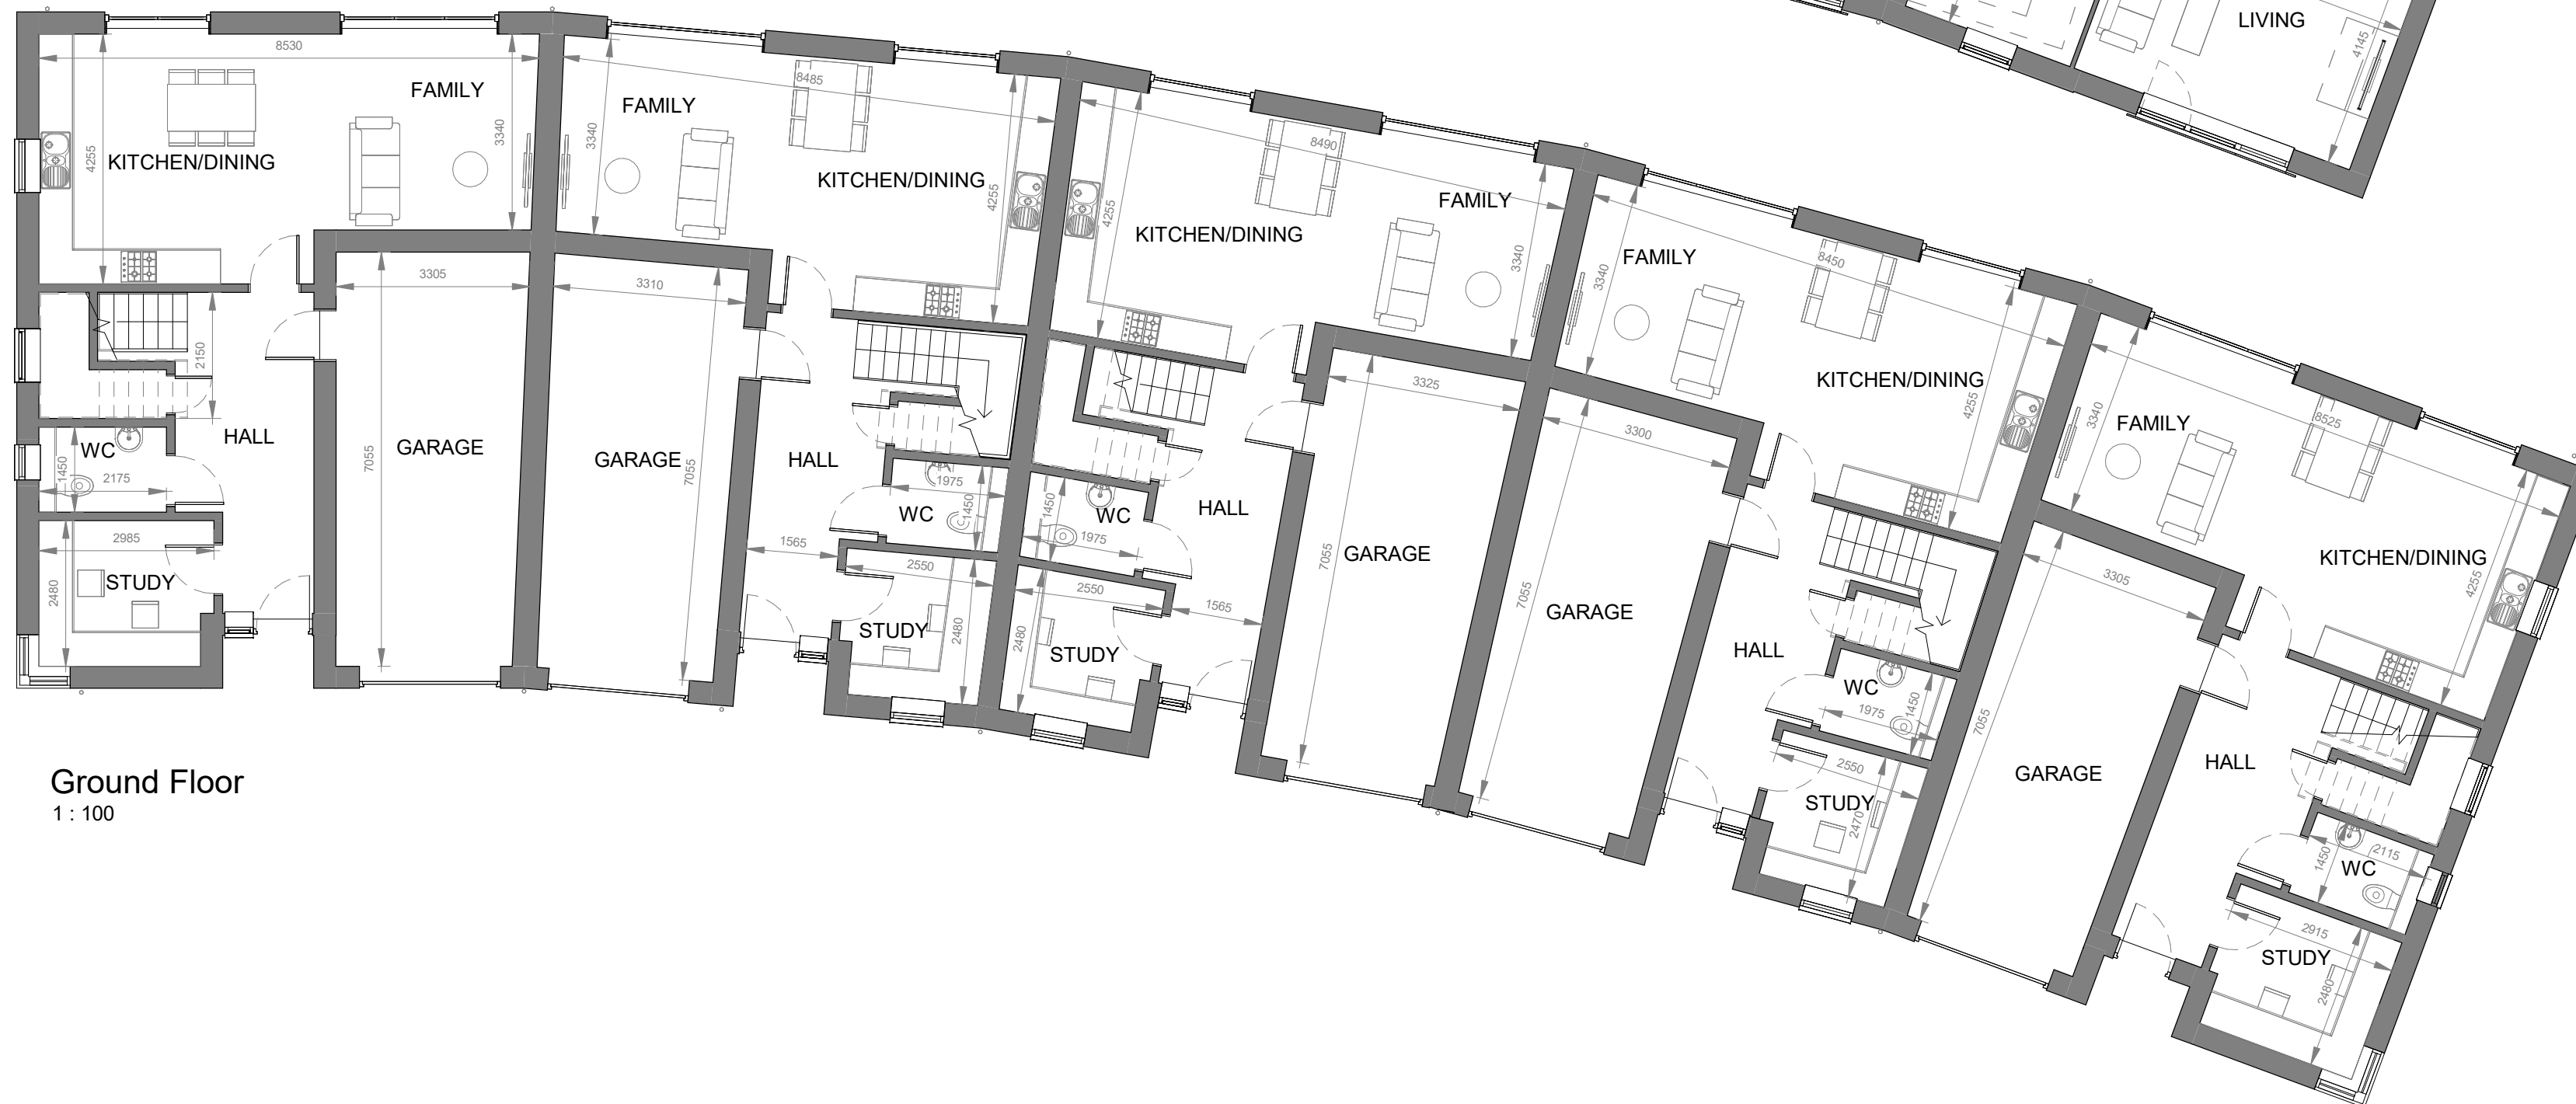 LIVING
4145
8530
FAMILY
3340
4255
KITCHEN/DINING
2150
HALL
WC
1450
2175
2985
STUDY
2480
3305
GARAGE
7055
8485
FAMILY
3340
KITCHEN/DINING
4255
3310
GARAGE
7055
HALL
1975
1450
WC
1565
2550
STUDY
2480
8490
FAMILY
4255
KITCHEN/DINING
3340
HALL
1450
WC
1975
2550
1565
2480
STUDY
3325
GARAGE
7055
8450
FAMILY
3340
KITCHEN/DINING
4255
3300
GARAGE
7055
HALL
WC
1450
1975
2550
STUDY
2470
8525
FAMILY
3340
KITCHEN/DINING
4255
3305
GARAGE
7055
HALL
2115
1450
WC
2915
STUDY
2480
Ground Floor
1 : 100